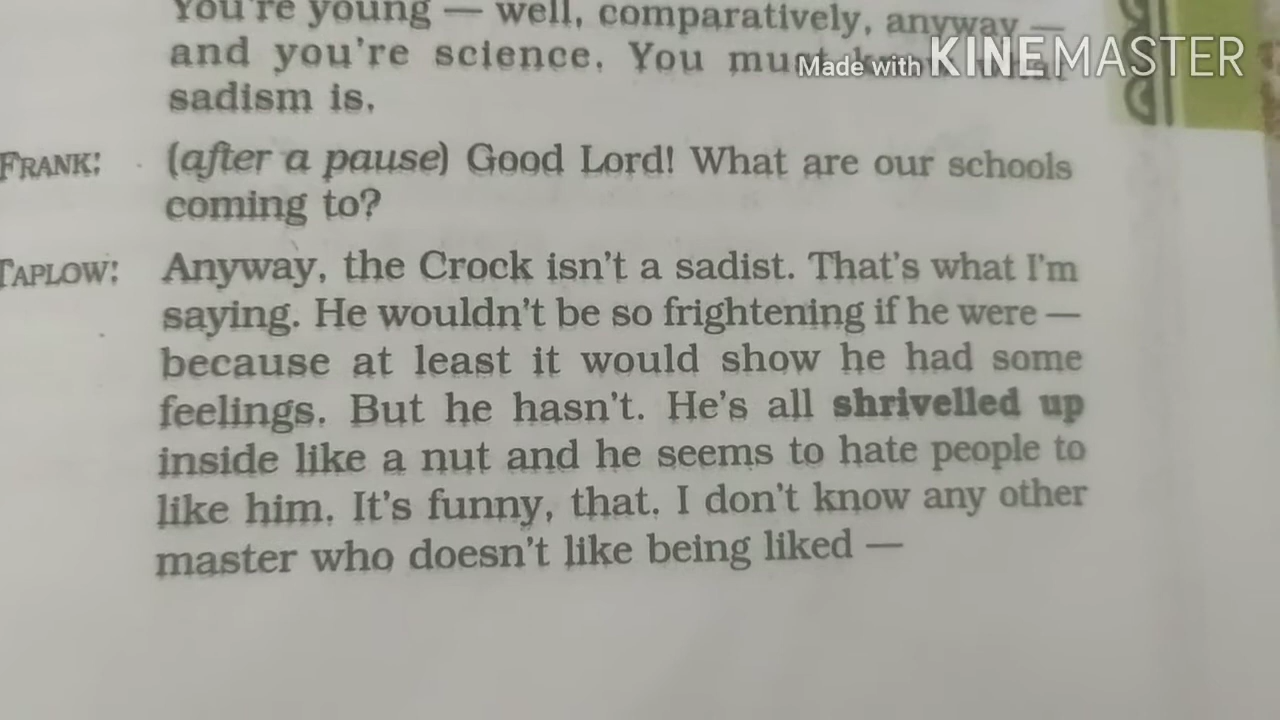 You're young — well, comparatively, anyway —
and you're science. You must
sadism is.
FRANK: (after a pause) Good Lord! What are our schools
coming to?
TAPLOW: Anyway, the Crock isn't a sadist. That's what I'm
saying. He wouldn't be so frightening if he were —
because at least it would show he had some
feelings. But he hasn't. He's all shrivelled up
inside like a nut and he seems to hate people to
like him. It's funny, that. I don't know any other
master who doesn't like being liked —
Made with KINEMASTER